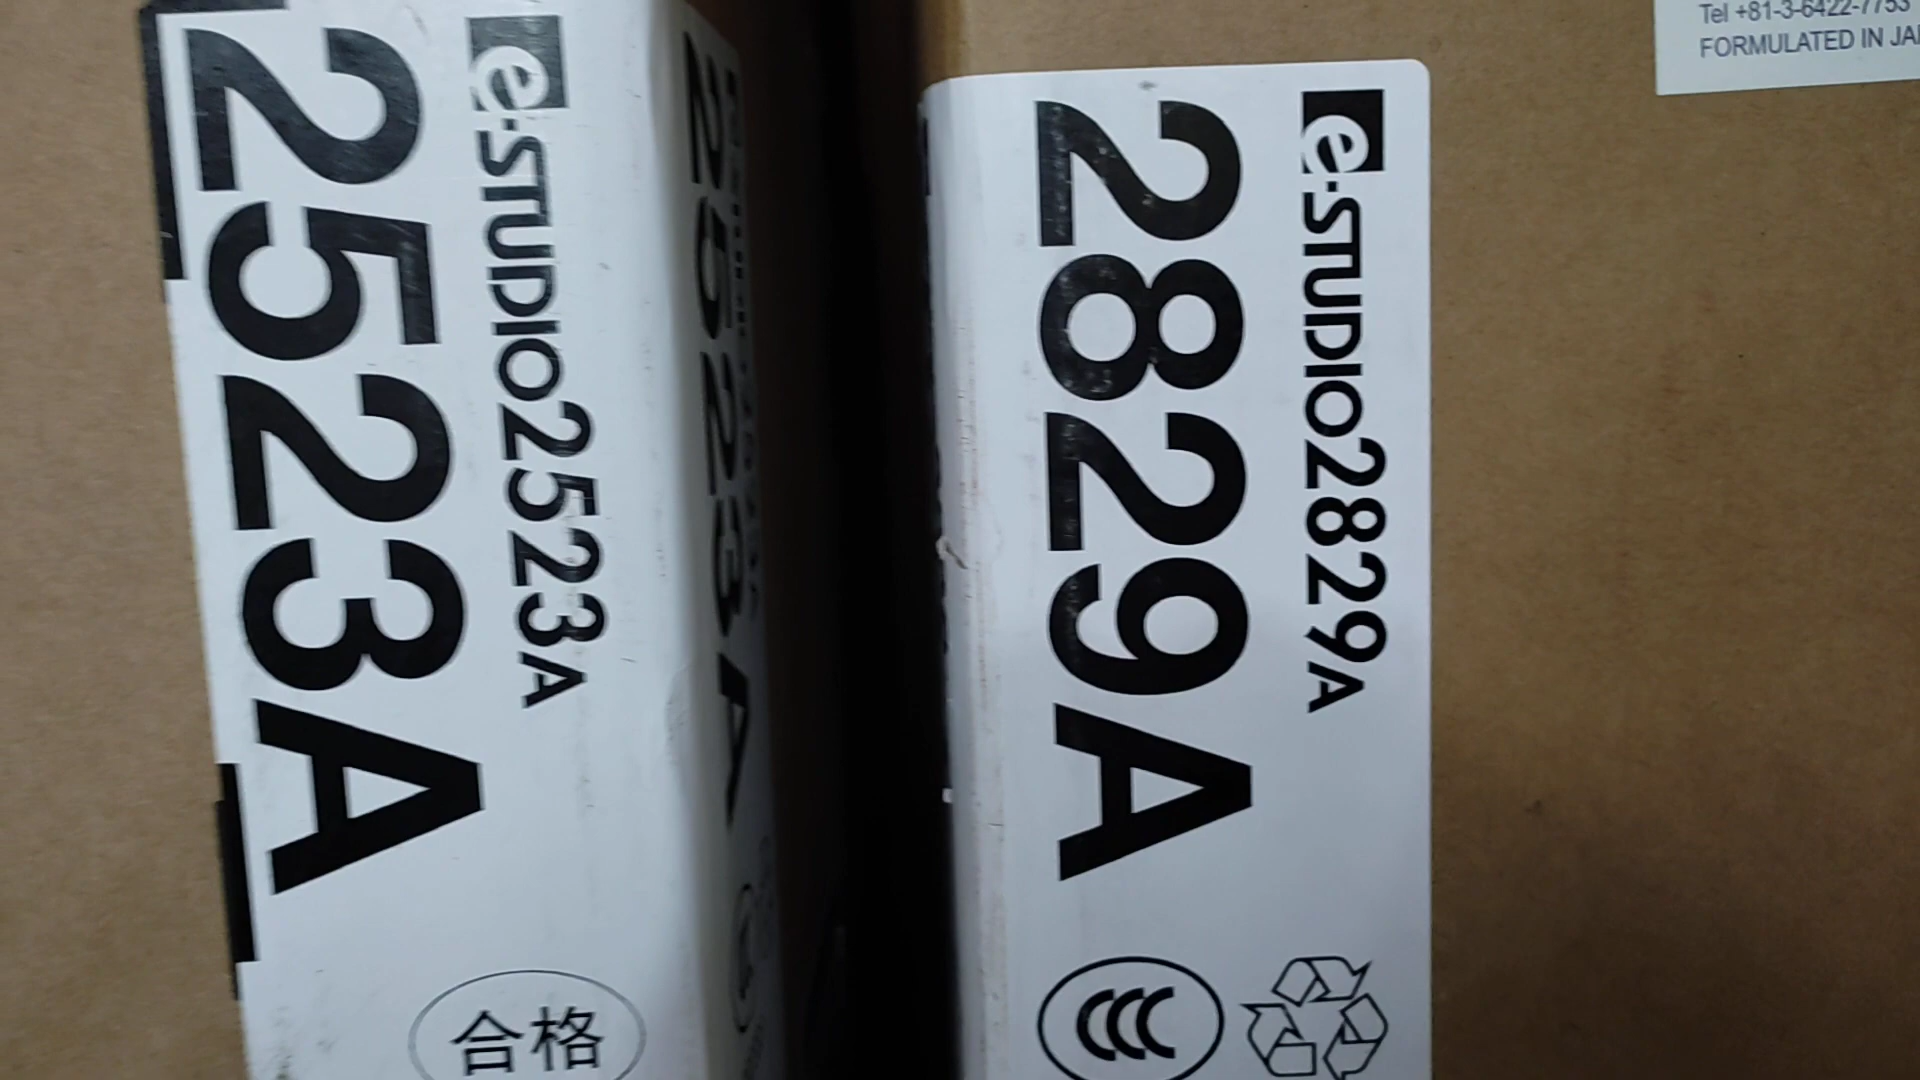 2523A
e-STUDIO2523A
合格
2523A
2829A
e-STUDIO2829A
CCC
Tel +81-3-6422-7753
FORMULATED IN JA